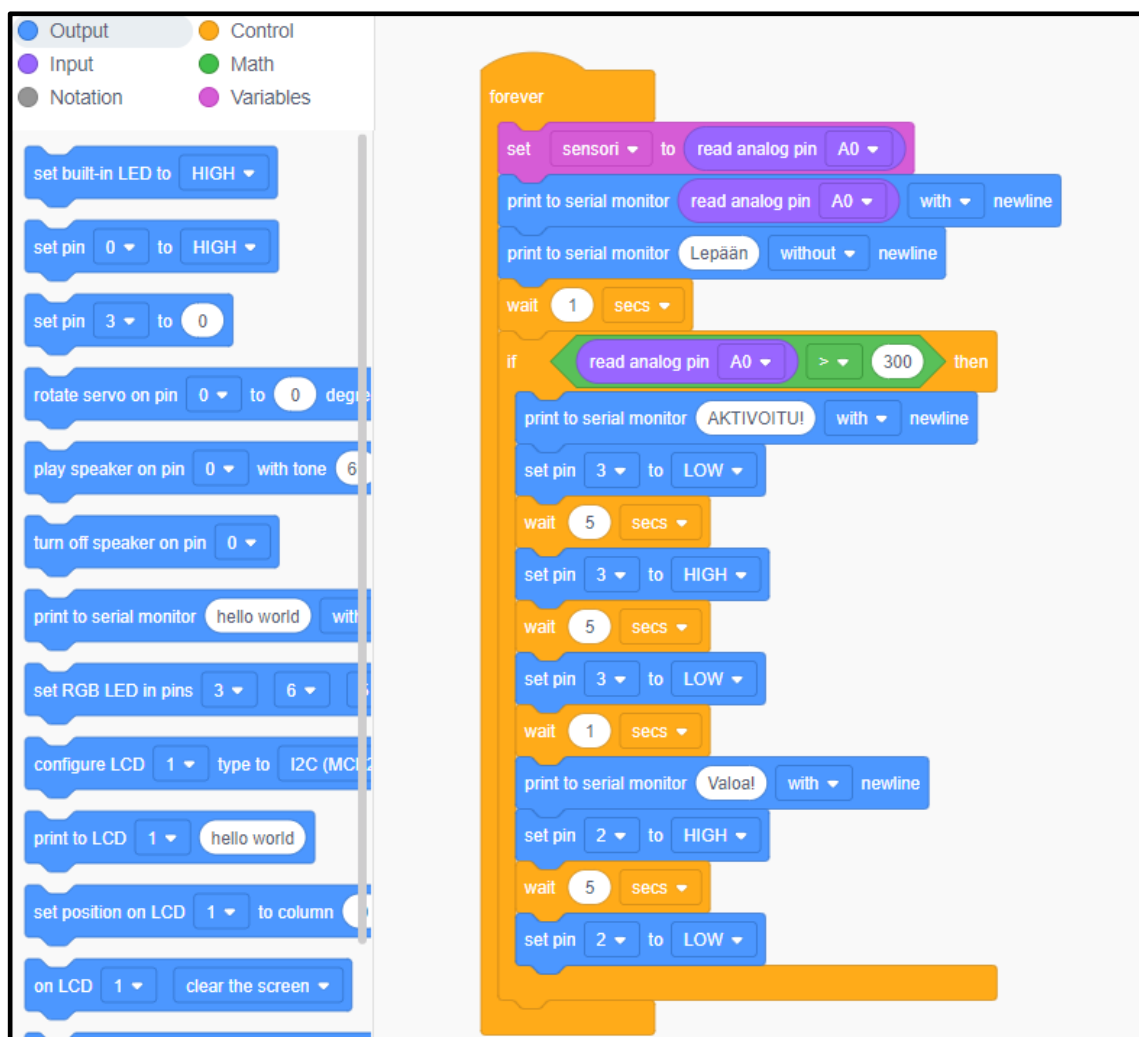 Output Control
Input Math
Notation Variables
set built-in LED to HIGH
set pin 0 to HIGH
set pin 3 to 0
rotate servo on pin 0 to 0
play speaker on pin 0 with tone 6
turn off speaker on pin 0
print to serial monitor hello world
set RGB LED in pins 3 6
configure LCD 1 type to I2C
print to LCD 1 hello world
set position on LCD 1 to column
on LCD 1 clear the screen
forever
set sensori to read analog pin A0
print to serial monitor read analog pin A0 with newline
print to serial monitor Lepään without newline
wait 1 secs
if read analog pin A0 > 300 then
print to serial monitor AKTIVOITU! with newline
set pin 3 to LOW
wait 5 secs
set pin 3 to HIGH
wait 5 secs
set pin 3 to LOW
wait 1 secs
print to serial monitor Valoa! with newline
set pin 2 to HIGH
wait 5 secs
set pin 2 to LOW